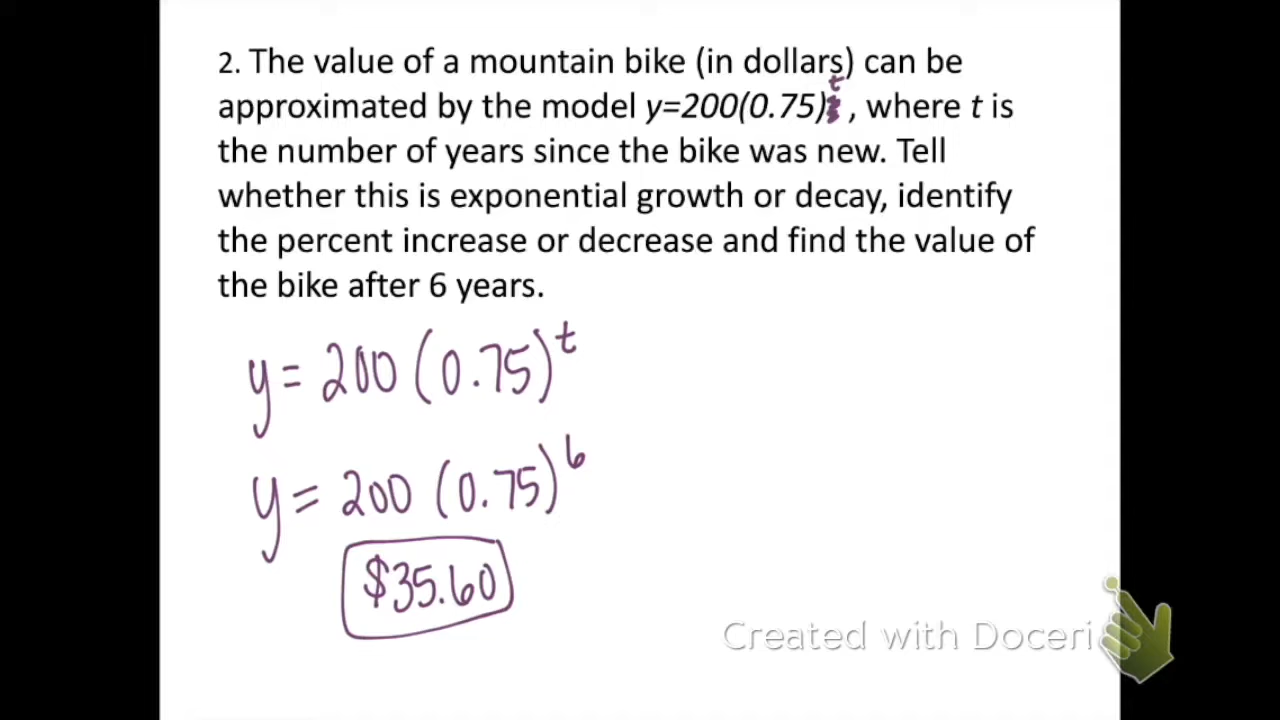 2. The value of a mountain bike (in dollars) can be
approximated by the model y=200(0.75)t , where t is
the number of years since the bike was new. Tell
whether this is exponential growth or decay, identify
the percent increase or decrease and find the value of
the bike after 6 years.
y = 200 (0.75)^t
y = 200 (0.75)^6
$35.60
Created with Doceri